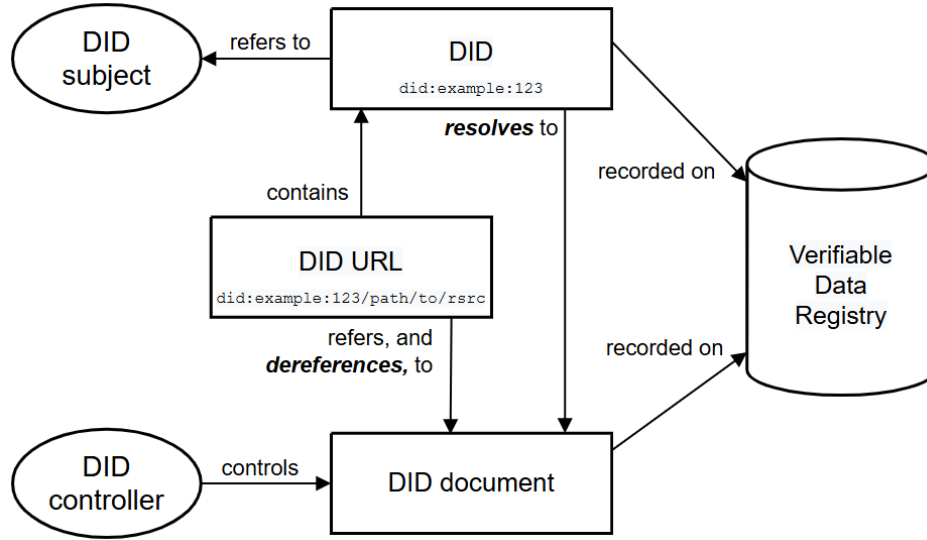 DID
subject
refers to
DID
did:example:123
resolves to
recorded on
contains
DID URL
did:example:123/path/to/rsrc
Verifiable
Data
Registry
refers, and
dereferences, to
recorded on
DID
controller
controls
DID document